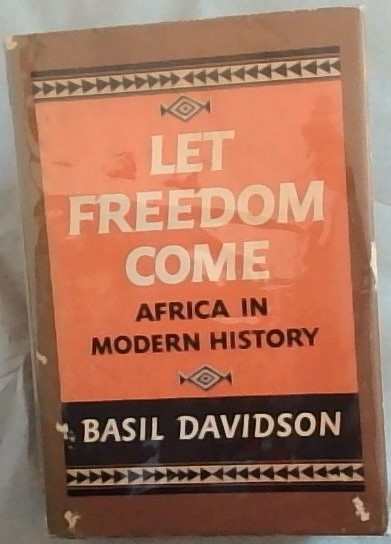 LET
FREEDOM
COME
AFRICA IN
MODERN HISTORY
BASIL DAVIDSON